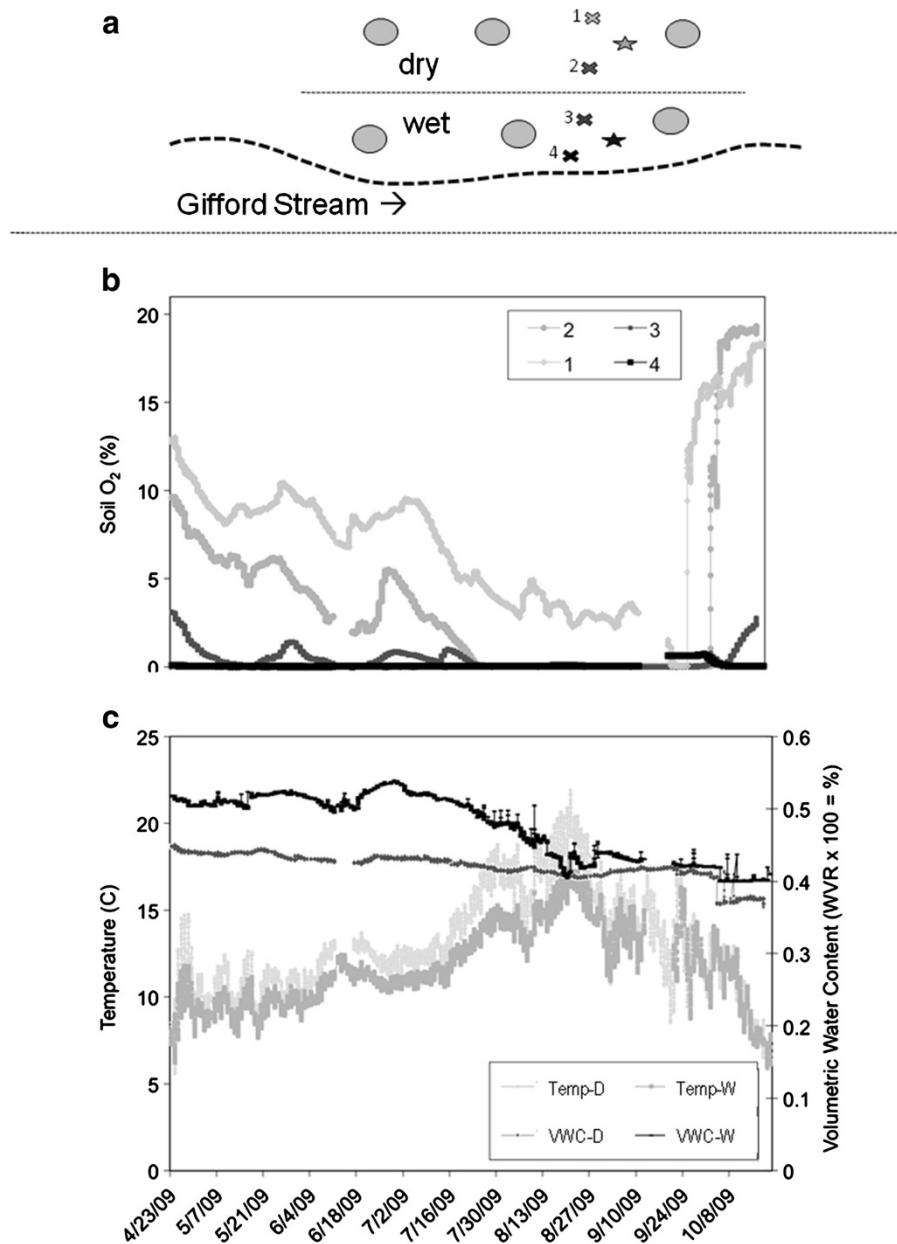 a
1
dry
2
wet
3
4
Gifford Stream →
b
20
15
10
5
0
Soil O₂ (%)
2 3
1 4
c
25
20
15
10
5
0
Temperature (C)
0.6
0.5
0.4
0.3
0.2
0.1
0
Volumetric Water Content (WVR x 100 = %)
Temp-D Temp-W
VWC-D VWC-W
4/23/09 5/7/09 5/21/09 6/4/09 6/18/09 7/2/09 7/16/09 7/30/09 8/13/09 8/27/09 9/10/09 9/24/09 10/8/09